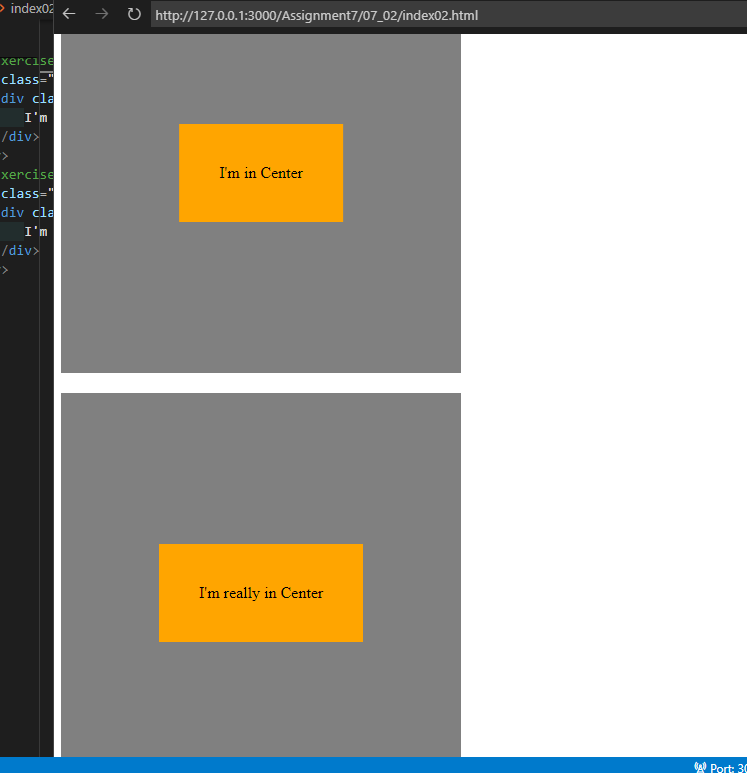 index02
http://127.0.0.1:3000/Assignment7/07_02/index02.html
xercise
class="
div cla
I'm
/div>
>
xercise
class="
div cla
I'm
/div>
>
I'm in Center
I'm really in Center
Port: 30